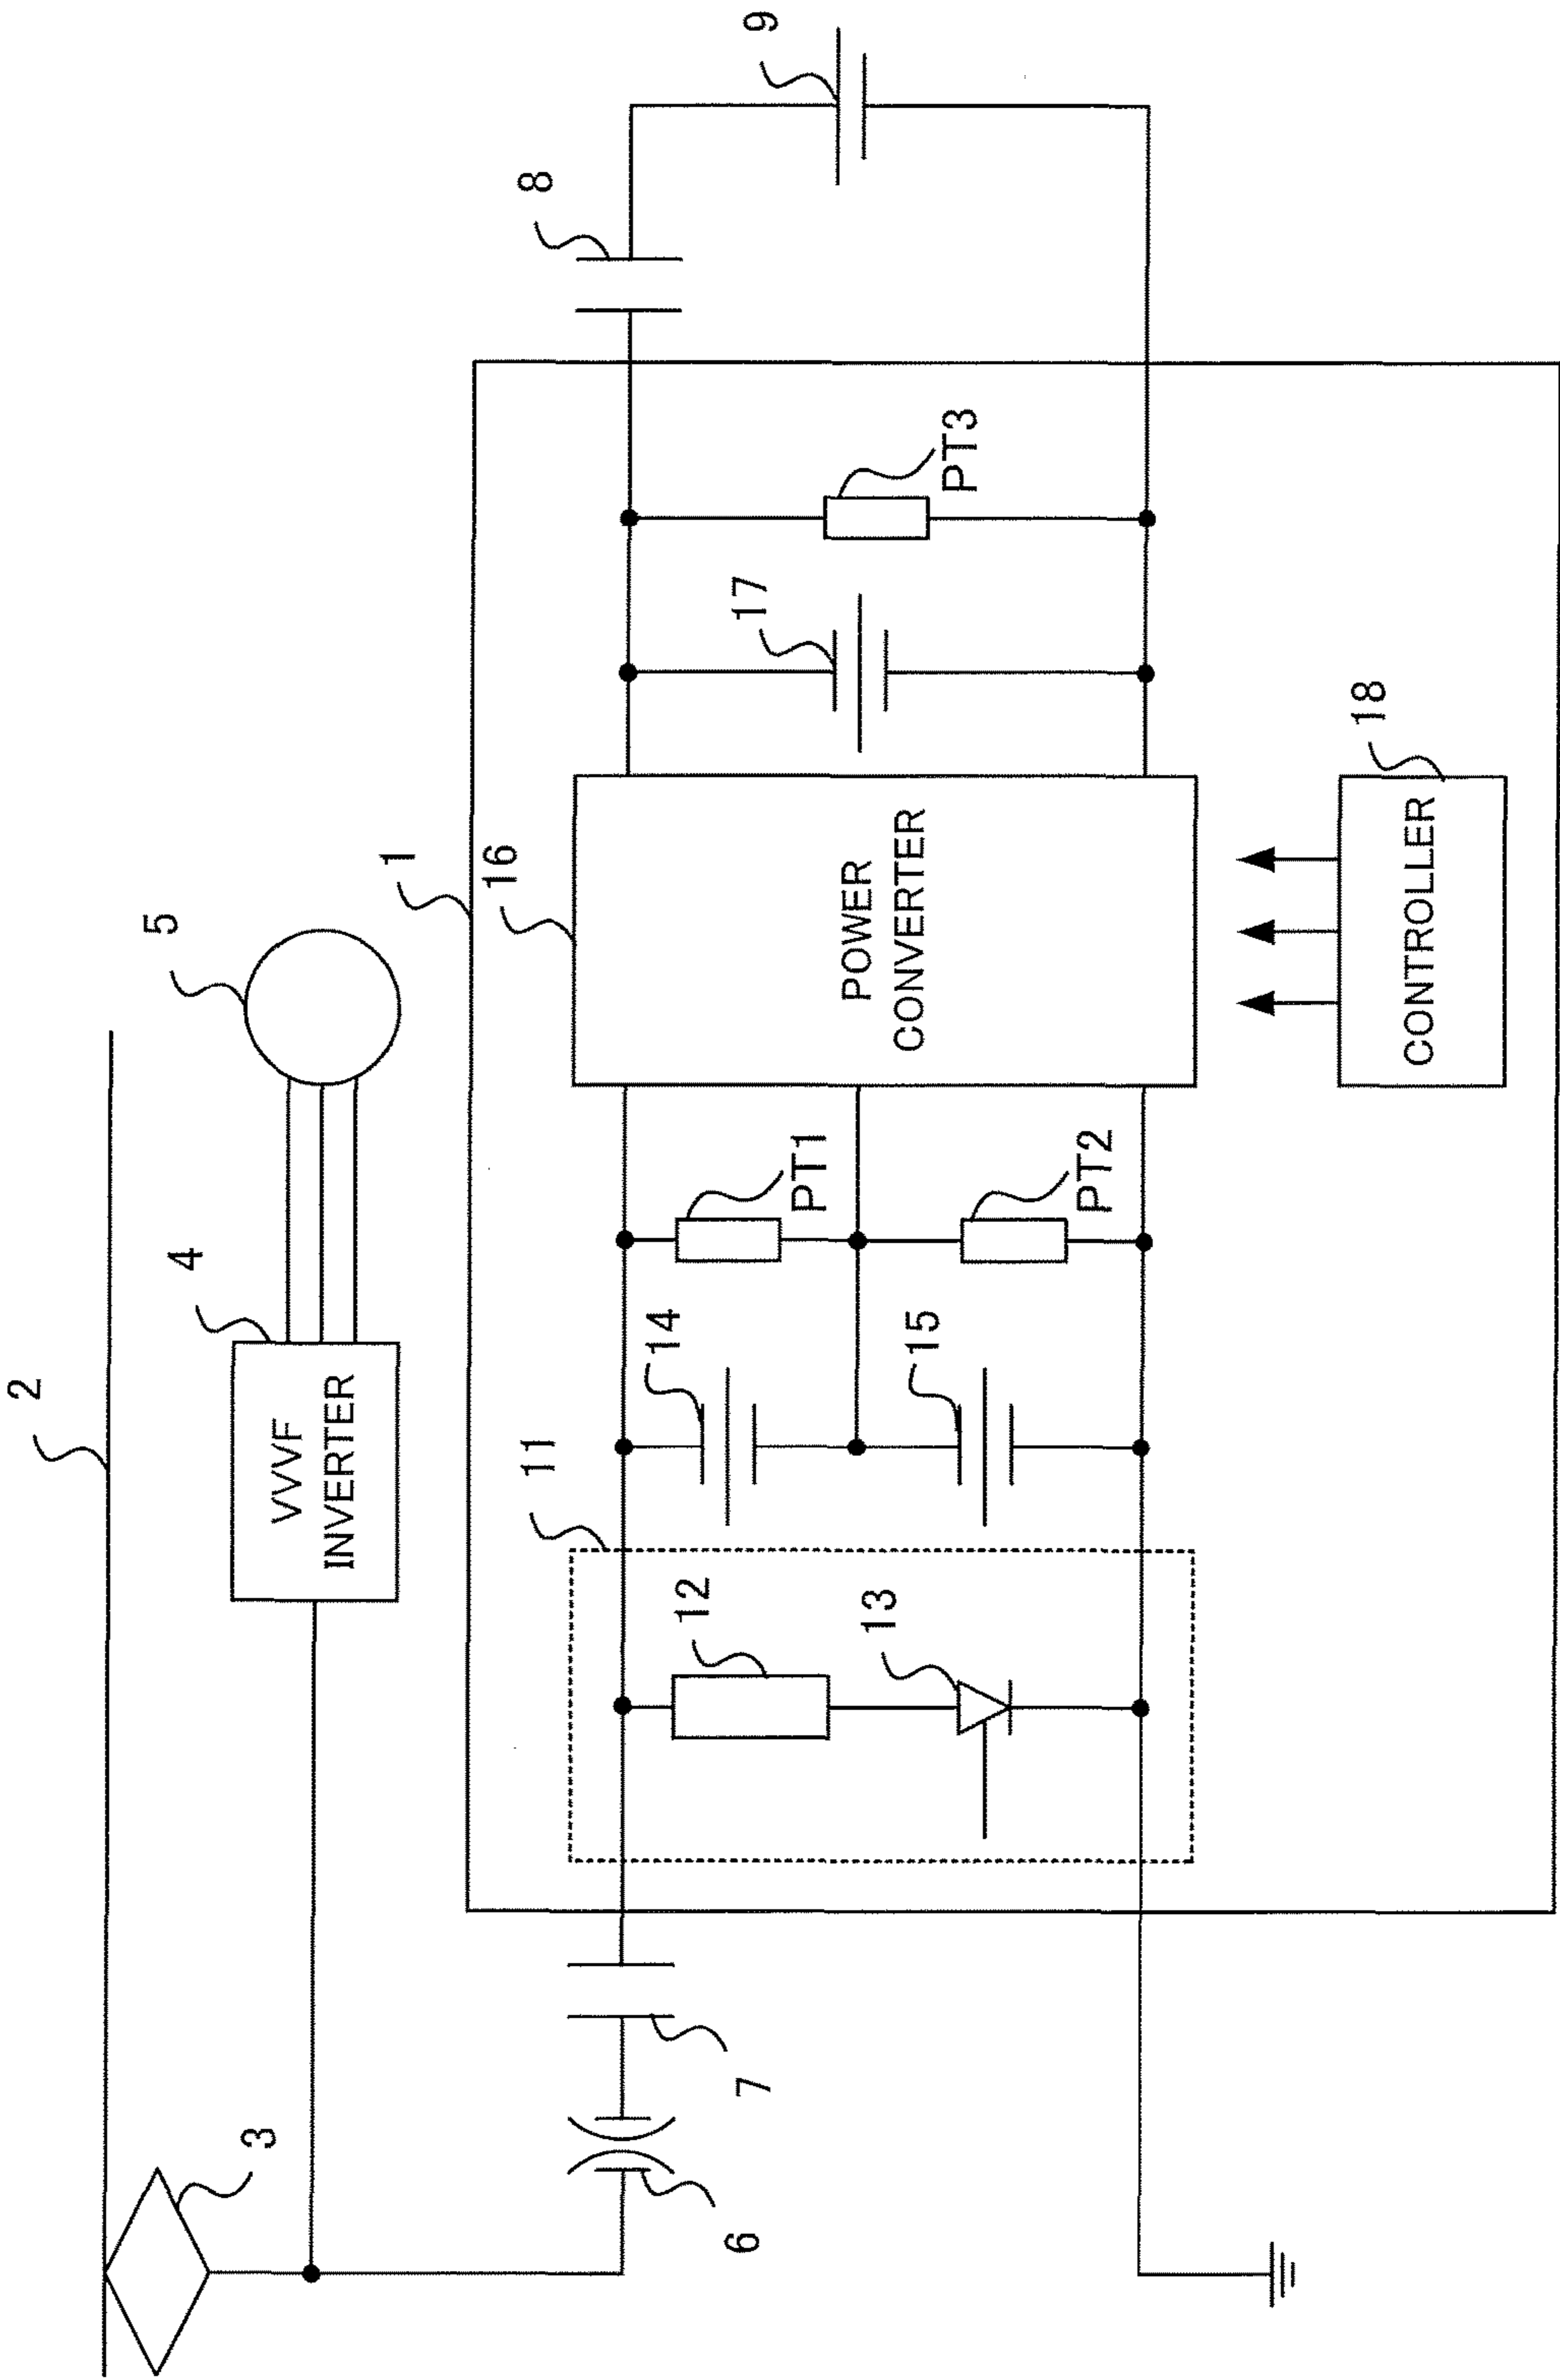 2
3
4
VVVF
INVERTER
5
1
6
7
11
12
13
14
15
PT1
PT2
16
POWER
CONVERTER
17
PT3
8
9
18
CONTROLLER